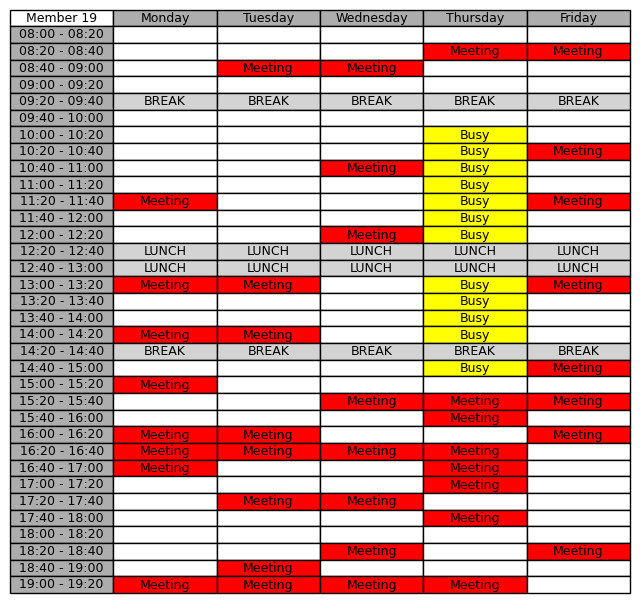 Member 19 Monday Tuesday Wednesday Thursday Friday
08:00 - 08:20
08:20 - 08:40 Meeting Meeting
08:40 - 09:00 Meeting Meeting
09:00 - 09:20
09:20 - 09:40 BREAK BREAK BREAK BREAK BREAK
09:40 - 10:00
10:00 - 10:20 Busy
10:20 - 10:40 Busy Meeting
10:40 - 11:00 Meeting Busy
11:00 - 11:20 Busy
11:20 - 11:40 Meeting Busy Meeting
11:40 - 12:00 Busy
12:00 - 12:20 Meeting Busy
12:20 - 12:40 LUNCH LUNCH LUNCH LUNCH LUNCH
12:40 - 13:00 LUNCH LUNCH LUNCH LUNCH LUNCH
13:00 - 13:20 Meeting Meeting Busy Meeting
13:20 - 13:40 Busy
13:40 - 14:00 Busy
14:00 - 14:20 Meeting Meeting Busy
14:20 - 14:40 BREAK BREAK BREAK BREAK BREAK
14:40 - 15:00 Busy Meeting
15:00 - 15:20 Meeting
15:20 - 15:40 Meeting Meeting Meeting
15:40 - 16:00 Meeting
16:00 - 16:20 Meeting Meeting Meeting
16:20 - 16:40 Meeting Meeting Meeting Meeting
16:40 - 17:00 Meeting Meeting
17:00 - 17:20 Meeting
17:20 - 17:40 Meeting Meeting
17:40 - 18:00 Meeting
18:00 - 18:20
18:20 - 18:40 Meeting Meeting
18:40 - 19:00 Meeting
19:00 - 19:20 Meeting Meeting Meeting Meeting